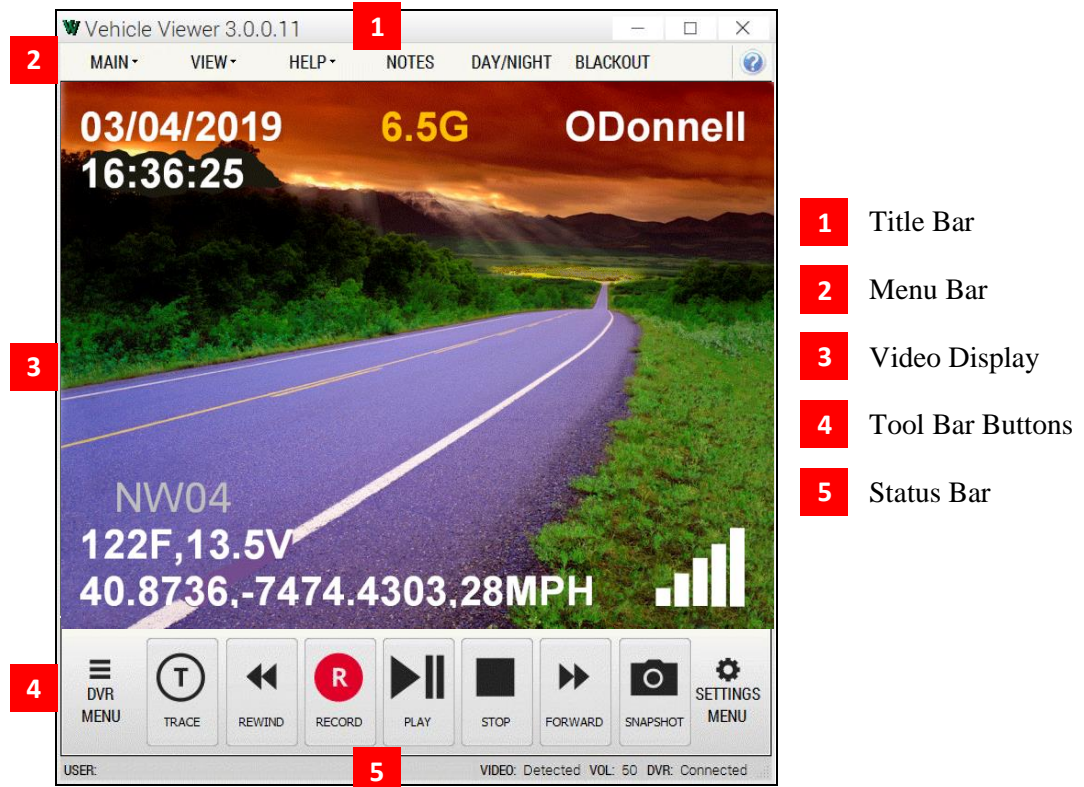 Vehicle Viewer 3.0.0.11
1
2
MAIN VIEW HELP NOTES DAY/NIGHT BLACKOUT ?
03/04/2019 6.5G ODonnell
16:36:25
3
NW04
122F,13.5V
40.8736,-7474.4303,28MPH
4
DVR MENU
T TRACE
REWIND
R RECORD
PLAY
STOP
FORWARD
SNAPSHOT
SETTINGS MENU
USER:
5
VIDEO: Detected VOL: 50 DVR: Connected
1 Title Bar
2 Menu Bar
3 Video Display
4 Tool Bar Buttons
5 Status Bar